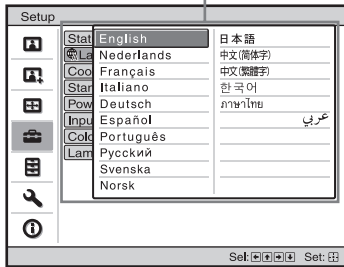 Setup
Stat
La
Coo
Star
Pow
Inpu
Colo
Lam
English
Nederlands
Français
Italiano
Deutsch
Español
Português
Русский
Svenska
Norsk
日本語
中文(简体字)
中文(繁體字)
한국어
ภาษาไทย
عربي
Sel: Set: